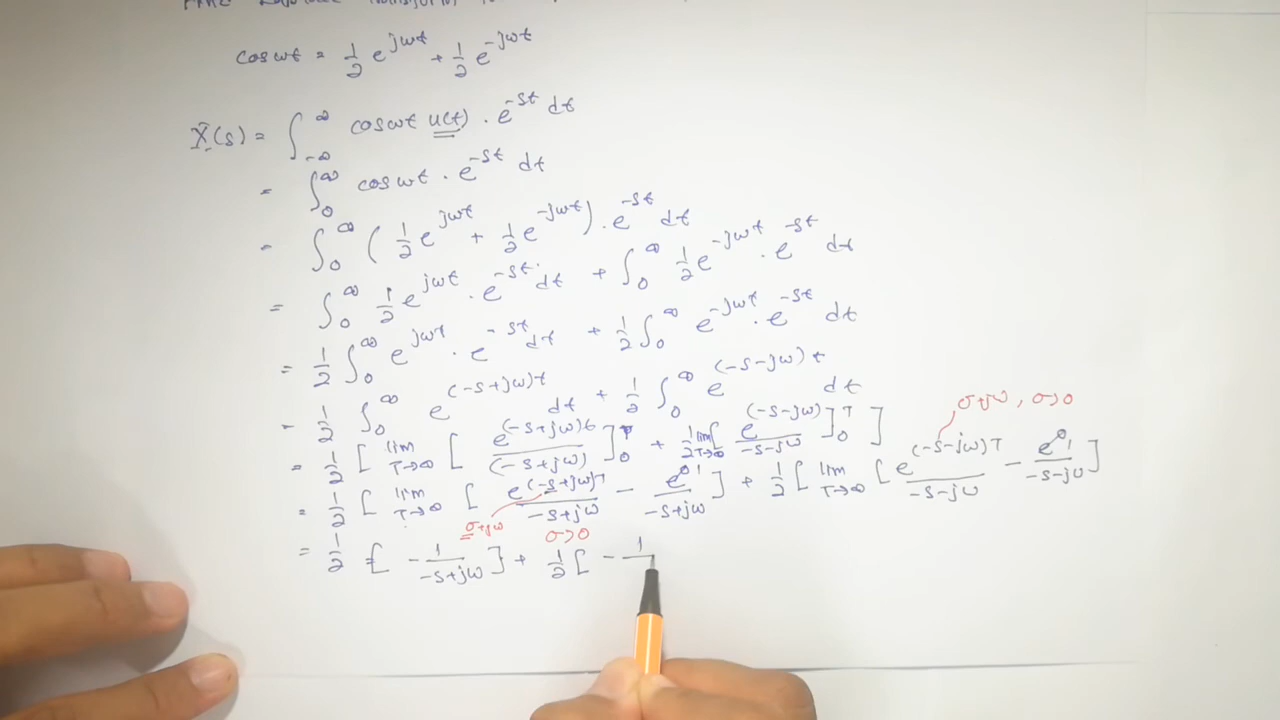 Find Laplace Transform
cos ωt = 1/2 e^{jωt} + 1/2 e^{-jωt}
X(s) = ∫_{-∞}^{∞} cos ωt u(t) . e^{-st} dt
= ∫_0^∞ cos ωt . e^{-st} dt
= ∫_0^∞ ( 1/2 e^{jωt} + 1/2 e^{-jωt} ) . e^{-st} dt
= ∫_0^∞ 1/2 e^{jωt} . e^{-st} dt + ∫_0^∞ 1/2 e^{-jωt} . e^{-st} dt
= 1/2 ∫_0^∞ e^{jωt} . e^{-st} dt + 1/2 ∫_0^∞ e^{-jωt} . e^{-st} dt
= 1/2 ∫_0^∞ e^{(-s+jω)t} dt + 1/2 ∫_0^∞ e^{(-s-jω)t} dt
σ+jω , σ>0
= 1/2 [ lim_{T→∞} [ e^{(-s+jω)t}/(-s+jω) ]_0^T + 1/2 lim_{T→∞} [ e^{(-s-jω)}/-s-jω ]_0^T ]
= 1/2 [ lim_{T→∞} [ e^{(-s+jω)T}/-s+jω - e^0 1/-s+jω ] + 1/2 [ lim_{T→∞} [ e^{(-s-jω)T}/-s-jω - e^0 1/-s-jω ]
σ+jω σ>0
= 1/2 [ - 1/-s+jω ] + 1/2 [ - 1